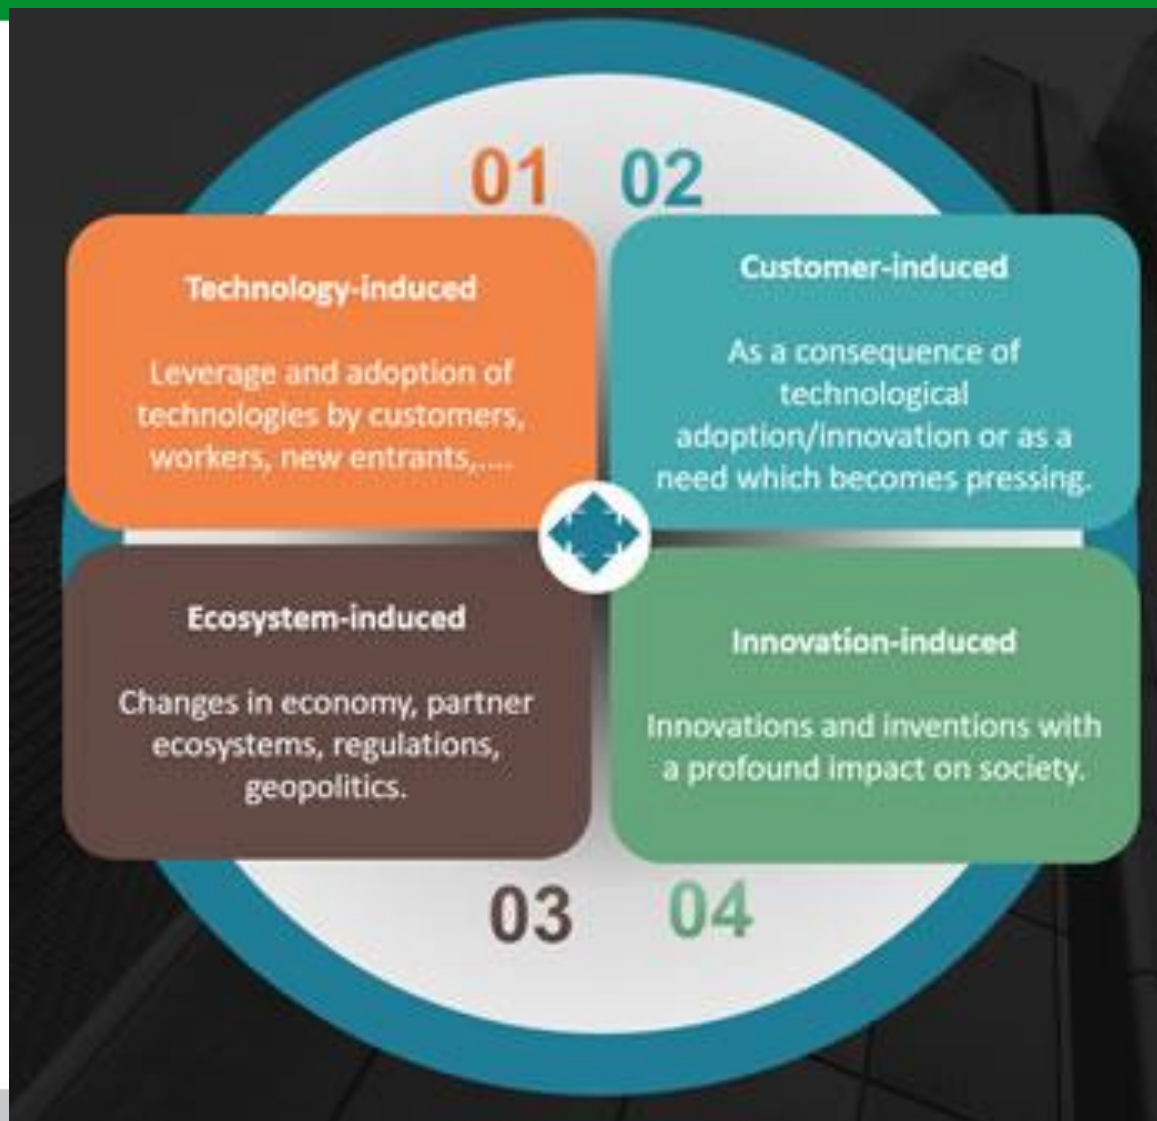 01 02
Technology-induced
Leverage and adoption of
technologies by customers,
workers, new entrants,....
Customer-induced
As a consequence of
technological
adoption/innovation or as a
need which becomes pressing.
Ecosystem-induced
Changes in economy, partner
ecosystems, regulations,
geopolitics.
Innovation-induced
Innovations and inventions with
a profound impact on society.
03 04